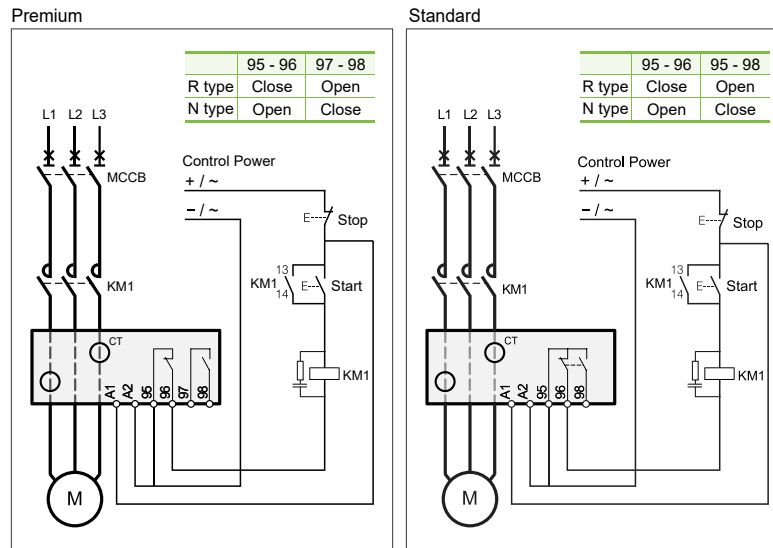 Premium
95 - 96 97 - 98
R type Close Open
N type Open Close
L1 L2 L3
MCCB
Control Power
+ / ~
− / ~
E
Stop
KM1
13
14
E
Start
KM1
CT
KM1
A1 A2 95 96 97 98
M
Standard
95 - 96 95 - 98
R type Close Open
N type Open Close
L1 L2 L3
MCCB
Control Power
+ / ~
− / ~
E
Stop
KM1
13
14
E
Start
KM1
CT
KM1
A1 A2 95 96 98
M